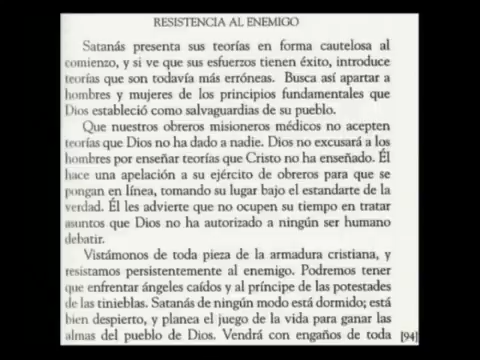 RESISTENCIA AL ENEMIGO
Satanás presenta sus teorías en forma cautelosa al
comienzo, y si ve que sus esfuerzos tienen éxito, introduce
teorías que son todavía más erróneas. Busca así apartar a
hombres y mujeres de los principios fundamentales que
Dios estableció como salvaguardias de su pueblo.
Que nuestros obreros misioneros médicos no acepten
teorías que Dios no ha dado a nadie. Dios no excusará a los
hombres por enseñar teorías que Cristo no ha enseñado. Él
hace una apelación a su ejército de obreros para que se
pongan en línea, tomando su lugar bajo el estandarte de la
verdad. Él les advierte que no ocupen su tiempo en tratar
asuntos que Dios no ha autorizado a ningún ser humano
debatir.
Vistámonos de toda pieza de la armadura cristiana, y
resistamos persistentemente al enemigo. Podremos tener
que enfrentar ángeles caídos y al príncipe de las potestades
de las tinieblas. Satanás de ningún modo está dormido; está
bien despierto, y planea el juego de la vida para ganar las
almas del pueblo de Dios. Vendrá con engaños de toda [94]